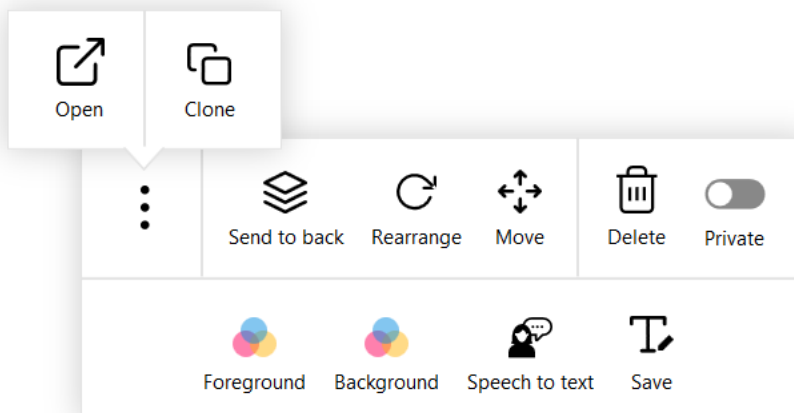 Open Clone
Send to back Rearrange Move Delete Private
Foreground Background Speech to text Save